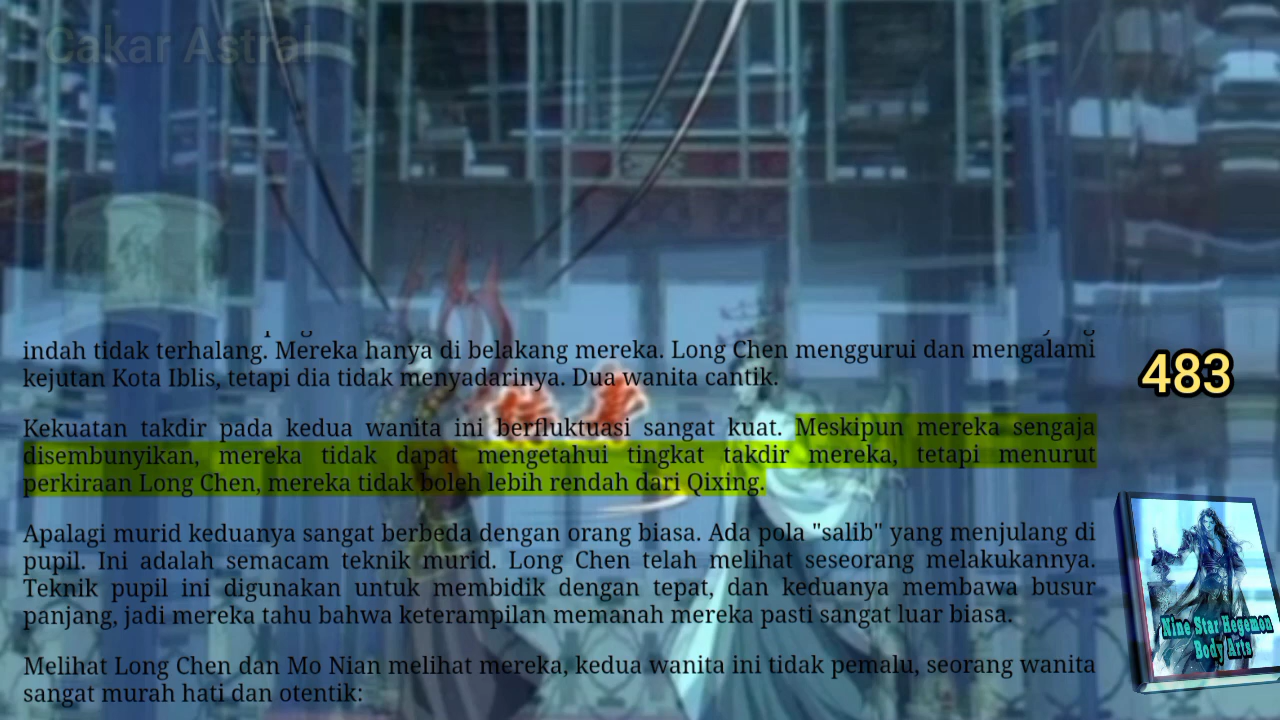 Cakar Astral
indah tidak terhalang. Mereka hanya di belakang mereka. Long Chen menggurui dan mengalami
kejutan Kota Iblis, tetapi dia tidak menyadarinya. Dua wanita cantik.
483
Kekuatan takdir pada kedua wanita ini berfluktuasi sangat kuat. Meskipun mereka sengaja
disembunyikan, mereka tidak dapat mengetahui tingkat takdir mereka, tetapi menurut
perkiraan Long Chen, mereka tidak boleh lebih rendah dari Qixing.
Apalagi murid keduanya sangat berbeda dengan orang biasa. Ada pola "salib" yang menjulang di
pupil. Ini adalah semacam teknik murid. Long Chen telah melihat seseorang melakukannya.
Teknik pupil ini digunakan untuk membidik dengan tepat, dan keduanya membawa busur
panjang, jadi mereka tahu bahwa keterampilan memanah mereka pasti sangat luar biasa.
Melihat Long Chen dan Mo Nian melihat mereka, kedua wanita ini tidak pemalu, seorang wanita
sangat murah hati dan otentik:
Nine Star Hegemon
Body Arts